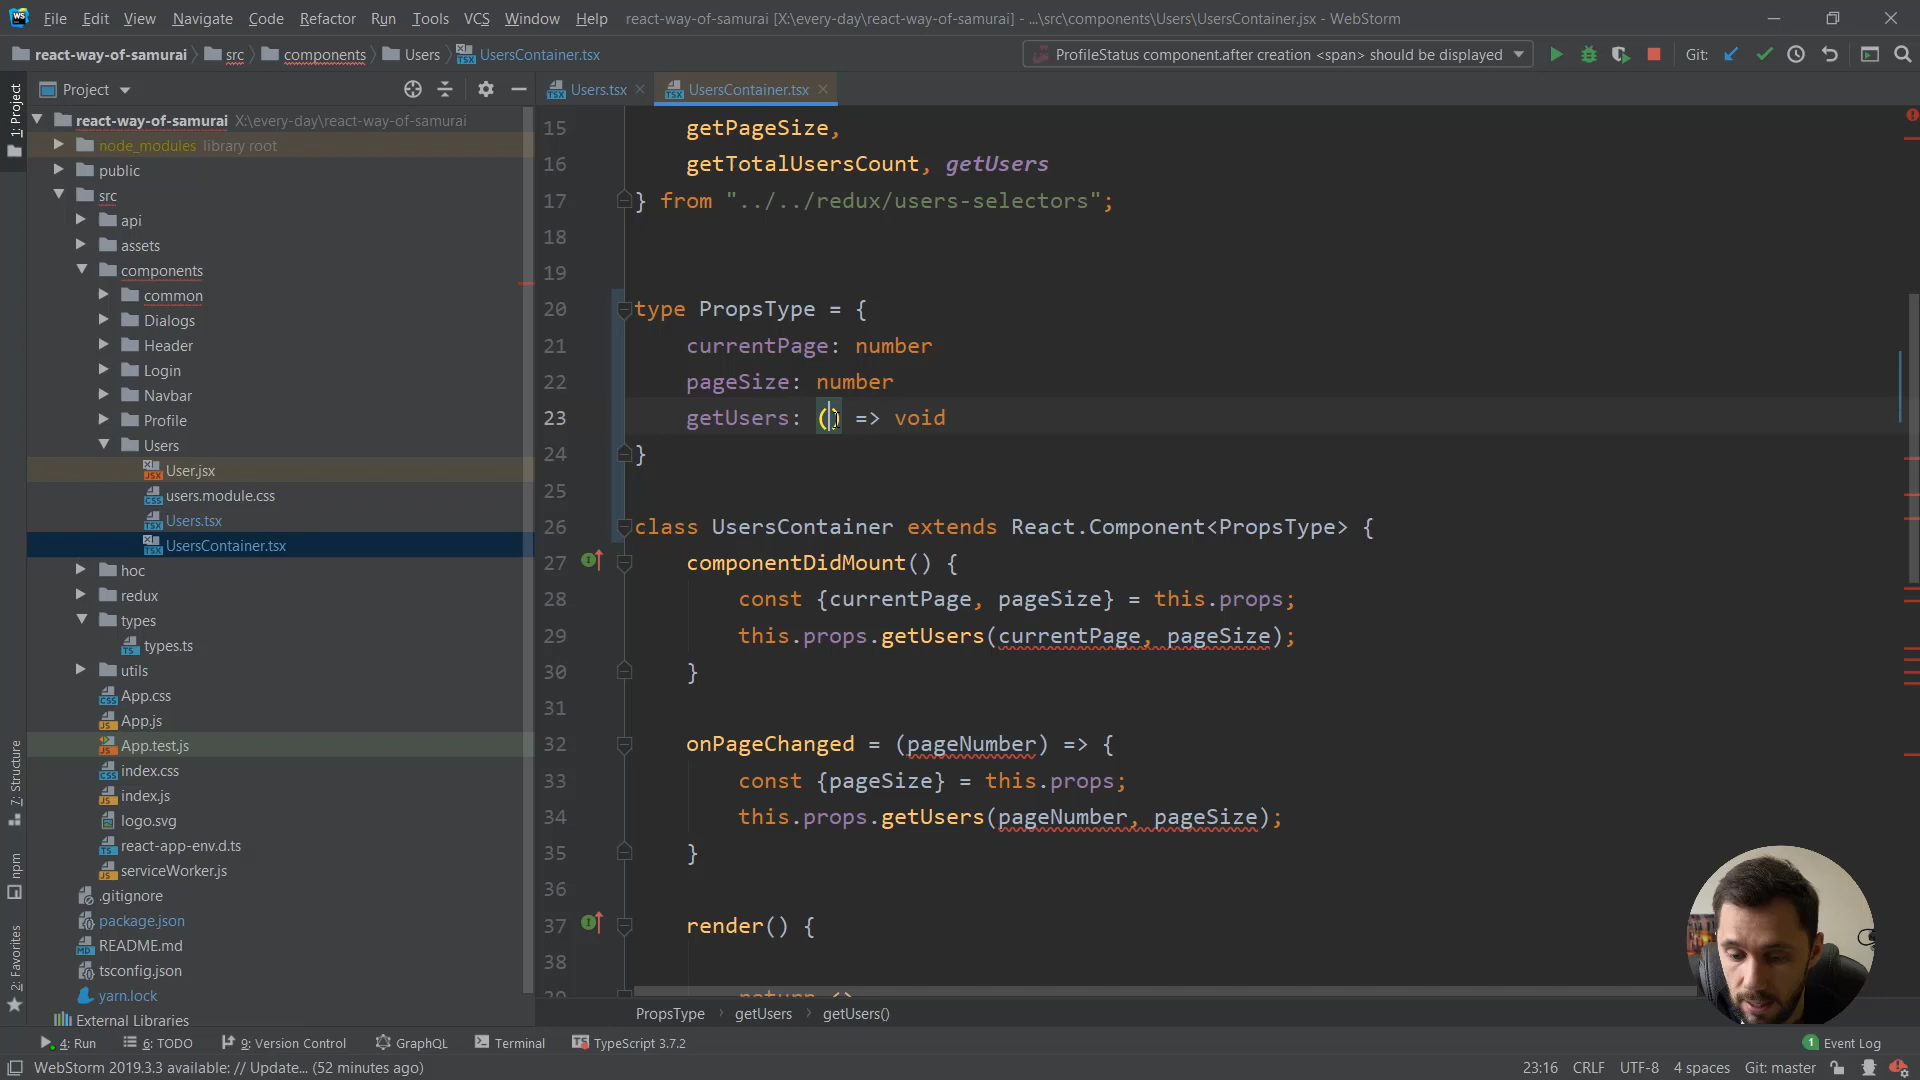 File Edit View Navigate Code Refactor Run Tools VCS Window Help react-way-of-samurai [X:\every-day\react-way-of-samurai] - ...\src\components\Users\UsersContainer.jsx - WebStorm
react-way-of-samurai src components Users UsersContainer.tsx ProfileStatus component.after creation <span> should be displayed Git:
Project Users.tsx UsersContainer.tsx
1: Project
7: Structure
npm
2: Favorites
react-way-of-samurai X:\every-day\react-way-of-samurai
node_modules library root
public
src
api
assets
components
common
Dialogs
Header
Login
Navbar
Profile
Users
User.jsx
users.module.css
Users.tsx
UsersContainer.tsx
hoc
redux
types
types.ts
utils
App.css
App.js
App.test.js
index.css
index.js
logo.svg
react-app-env.d.ts
serviceWorker.js
.gitignore
package.json
README.md
tsconfig.json
yarn.lock
External Libraries
15 getPageSize,
16 getTotalUsersCount, getUsers
17 } from "../../redux/users-selectors";
18
19
20 type PropsType = {
21 currentPage: number
22 pageSize: number
23 getUsers: () => void
24 }
25
26 class UsersContainer extends React.Component<PropsType> {
27 componentDidMount() {
28 const {currentPage, pageSize} = this.props;
29 this.props.getUsers(currentPage, pageSize);
30 }
31
32 onPageChanged = (pageNumber) => {
33 const {pageSize} = this.props;
34 this.props.getUsers(pageNumber, pageSize);
35 }
36
37 render() {
38
39 return <>
PropsType › getUsers › getUsers()
4: Run 6: TODO 9: Version Control GraphQL Terminal TypeScript 3.7.2 1 Event Log
WebStorm 2019.3.3 available: // Update... (52 minutes ago) 23:16 CRLF UTF-8 4 spaces Git: master